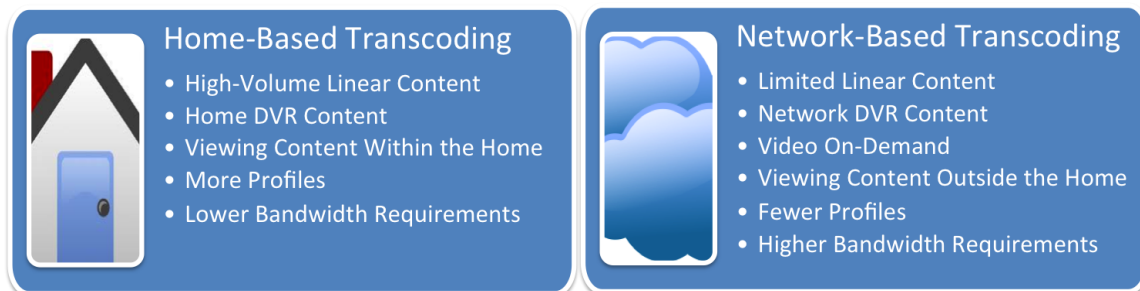 Home-Based Transcoding
• High-Volume Linear Content
• Home DVR Content
• Viewing Content Within the Home
• More Profiles
• Lower Bandwidth Requirements
Network-Based Transcoding
• Limited Linear Content
• Network DVR Content
• Video On-Demand
• Viewing Content Outside the Home
• Fewer Profiles
• Higher Bandwidth Requirements